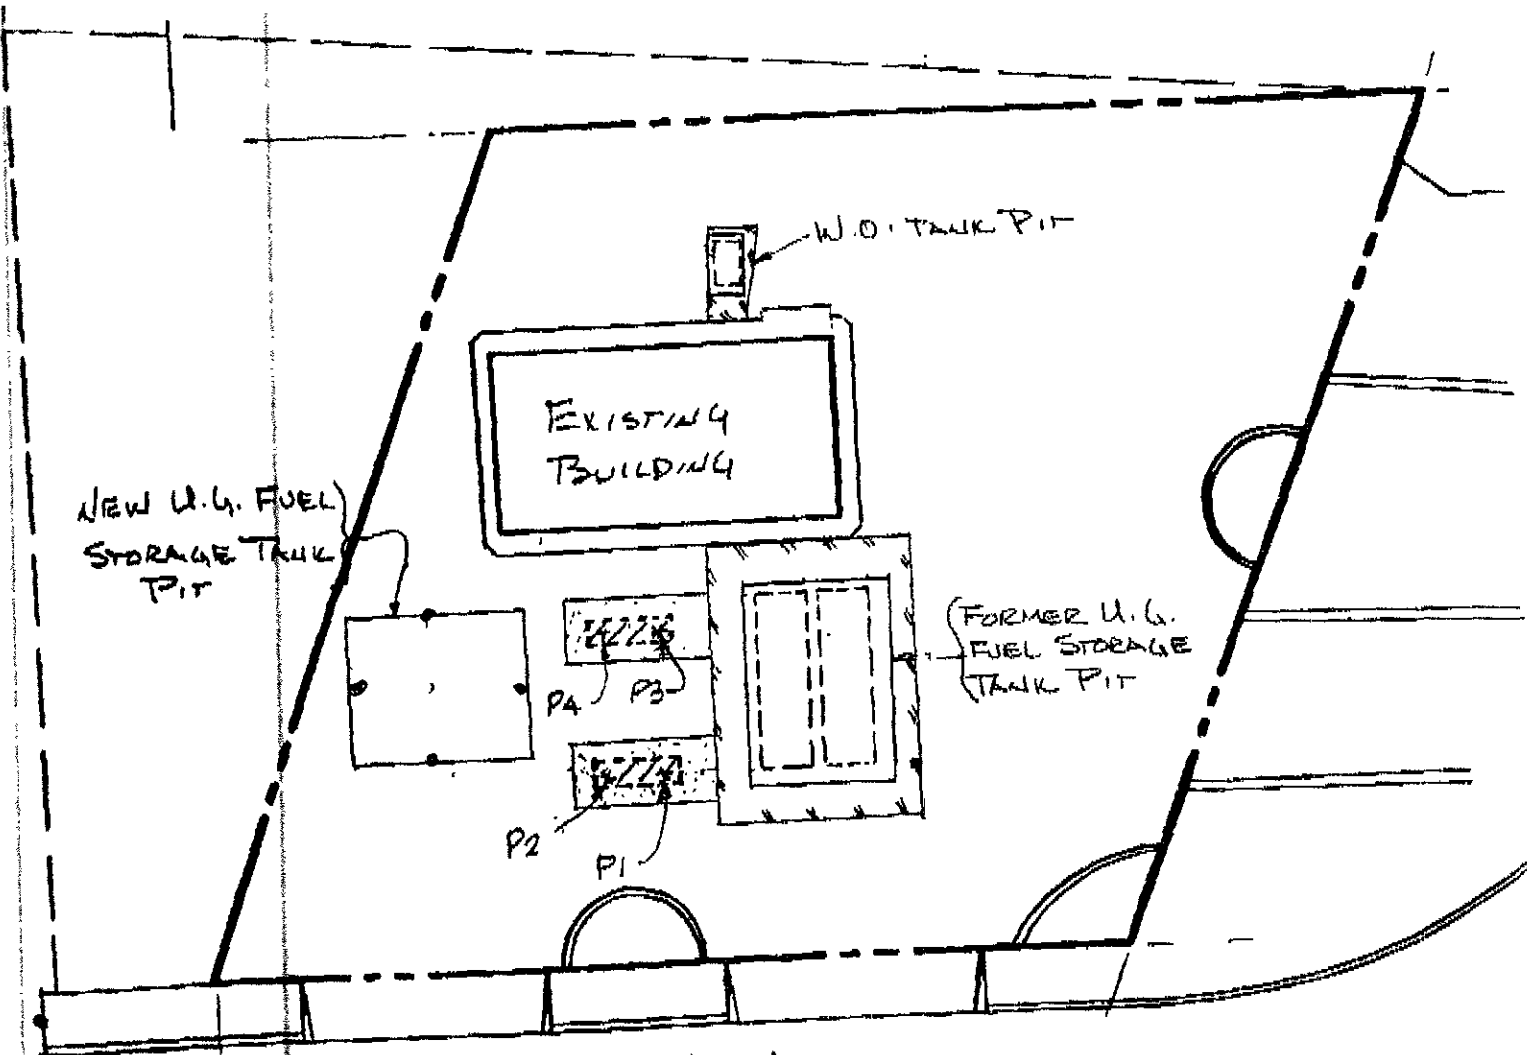 W.O. TANK PIT
EXISTING
BUILDING
NEW U.G. FUEL
STORAGE TANK
PIT
FORMER U.G.
FUEL STORAGE
TANK PIT
P4
P3
P2
P1